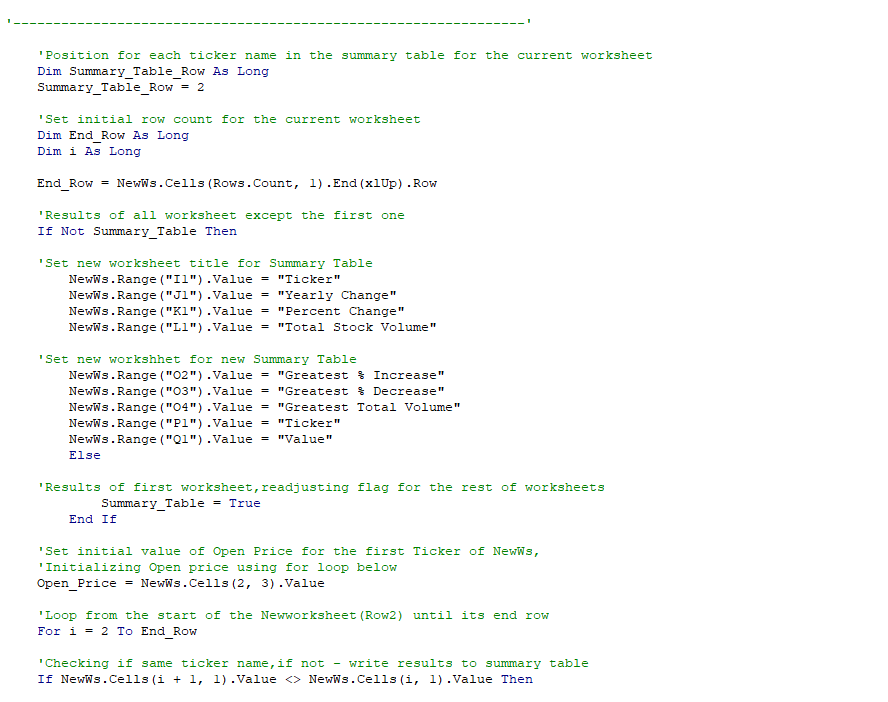 '----------------------------------------------------------------'
'Position for each ticker name in the summary table for the current worksheet
Dim Summary_Table_Row As Long
Summary_Table_Row = 2
'Set initial row count for the current worksheet
Dim End_Row As Long
Dim i As Long
End_Row = NewWs.Cells(Rows.Count, 1).End(xlUp).Row
'Results of all worksheet except the first one
If Not Summary_Table Then
'Set new worksheet title for Summary Table
NewWs.Range("I1").Value = "Ticker"
NewWs.Range("J1").Value = "Yearly Change"
NewWs.Range("K1").Value = "Percent Change"
NewWs.Range("L1").Value = "Total Stock Volume"
'Set new workshhet for new Summary Table
NewWs.Range("O2").Value = "Greatest % Increase"
NewWs.Range("O3").Value = "Greatest % Decrease"
NewWs.Range("O4").Value = "Greatest Total Volume"
NewWs.Range("P1").Value = "Ticker"
NewWs.Range("Q1").Value = "Value"
Else
'Results of first worksheet,readjusting flag for the rest of worksheets
Summary_Table = True
End If
'Set initial value of Open Price for the first Ticker of NewWs,
'Initializing Open price using for loop below
Open_Price = NewWs.Cells(2, 3).Value
'Loop from the start of the Newworksheet(Row2) until its end row
For i = 2 To End_Row
'Checking if same ticker name,if not - write results to summary table
If NewWs.Cells(i + 1, 1).Value <> NewWs.Cells(i, 1).Value Then